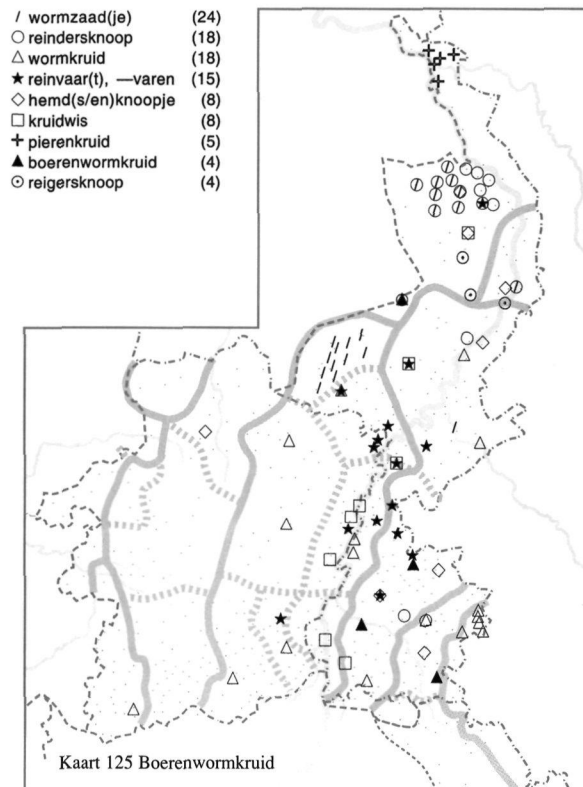 / wormzaad(je) (24)
○ reindersknoop (18)
△ wormkruid (18)
★ reinvaar(t), —varen (15)
◇ hemd(s/en)knoopje (8)
□ kruidwis (8)
+ pierenkruid (5)
▲ boerenwormkruid (4)
⊙ reigersknoop (4)
Kaart 125 Boerenwormkruid